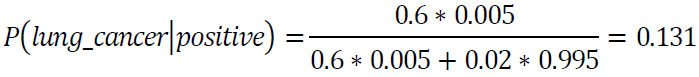 P(lung_cancer|positive) = 0.6 * 0.005 / 0.6 * 0.005 + 0.02 * 0.995 = 0.131